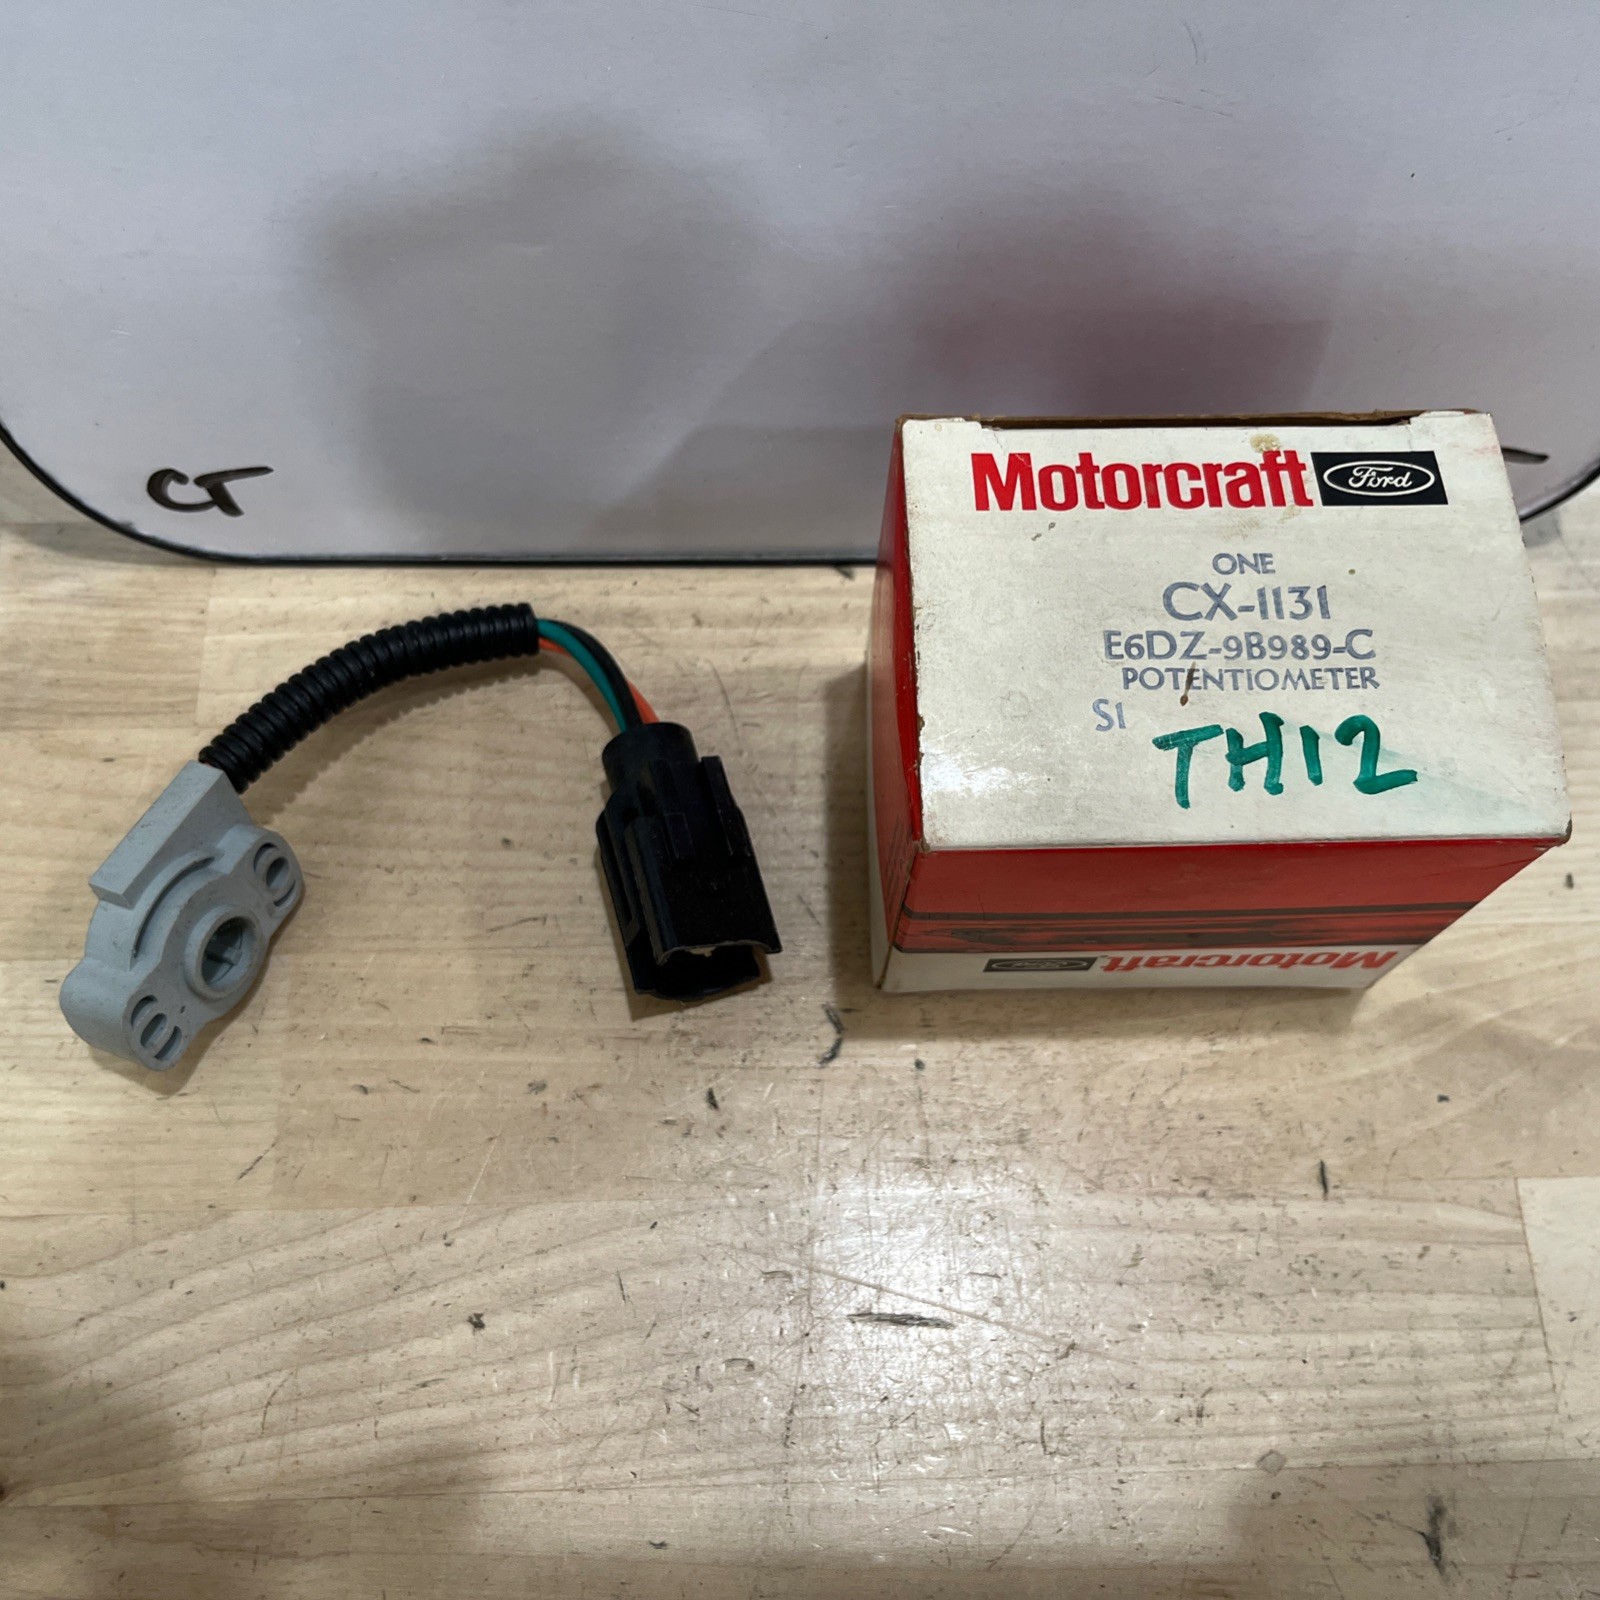 CT
Motorcraft Ford
ONE
CX-1131
E6DZ-9B989-C
POTENTIOMETER
S1
TH12
Motorcraft Ford